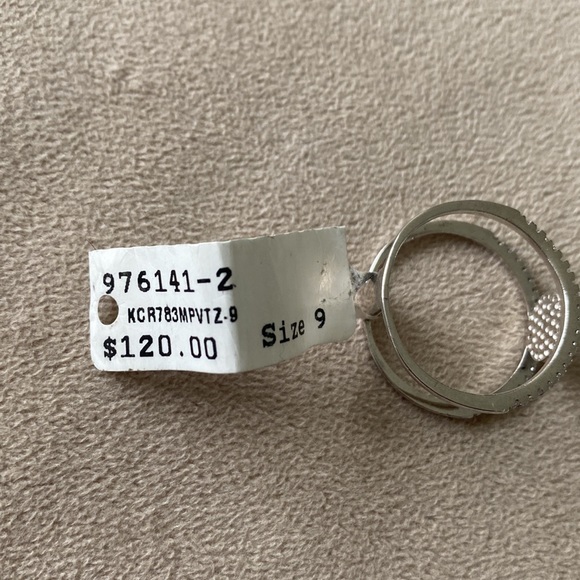 976141-2
KCR783MPVTZ-9
$120.00
Size 9